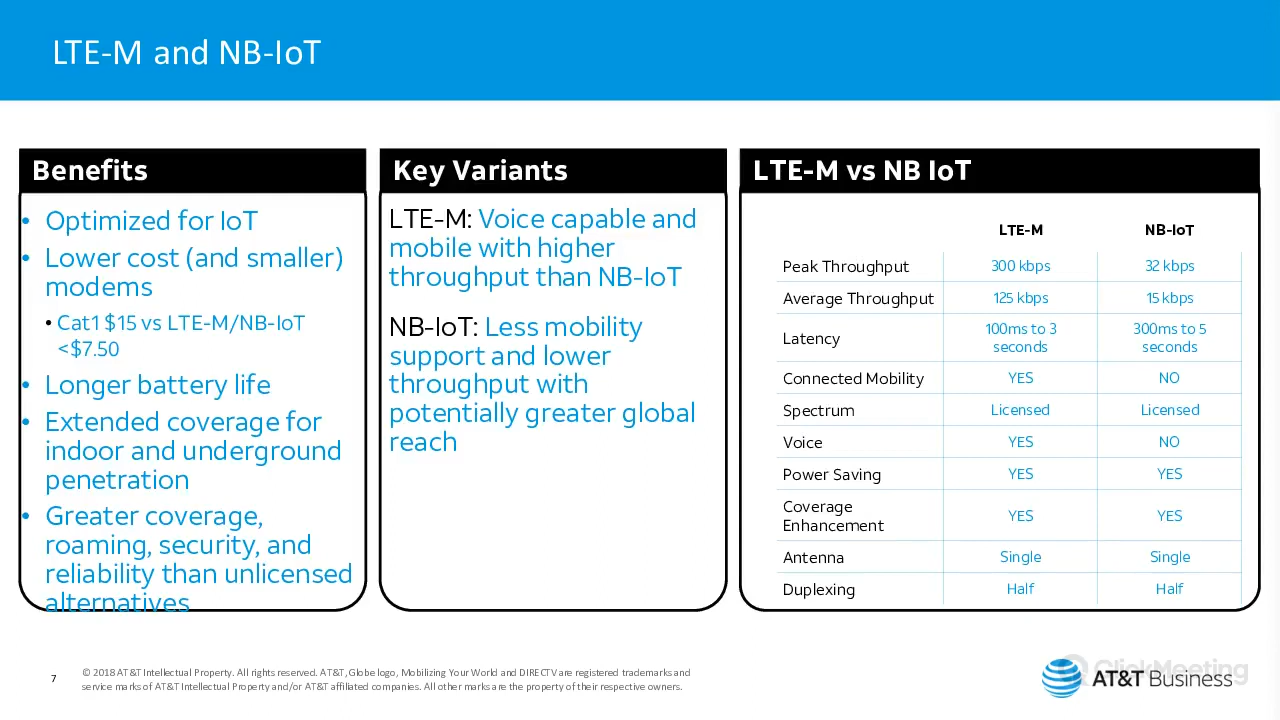 LTE-M and NB-IoT
Benefits
• Optimized for IoT
• Lower cost (and smaller)
modems
• Cat1 $15 vs LTE-M/NB-IoT
<$7.50
• Longer battery life
• Extended coverage for
indoor and underground
penetration
• Greater coverage,
roaming, security, and
reliability than unlicensed
alternatives
Key Variants
LTE-M: Voice capable and
mobile with higher
throughput than NB-IoT
NB-IoT: Less mobility
support and lower
throughput with
potentially greater global
reach
LTE-M vs NB IoT
LTE-M NB-IoT
Peak Throughput 300 kbps 32 kbps
Average Throughput 125 kbps 15 kbps
Latency 100ms to 3 seconds 300ms to 5 seconds
Connected Mobility YES NO
Spectrum Licensed Licensed
Voice YES NO
Power Saving YES YES
Coverage Enhancement YES YES
Antenna Single Single
Duplexing Half Half
7
© 2018 AT&T Intellectual Property. All rights reserved. AT&T, Globe logo, Mobilizing Your World and DIRECTV are registered trademarks and
service marks of AT&T Intellectual Property and/or AT&T affiliated companies. All other marks are the property of their respective owners.
ClickMeeting
AT&T Business